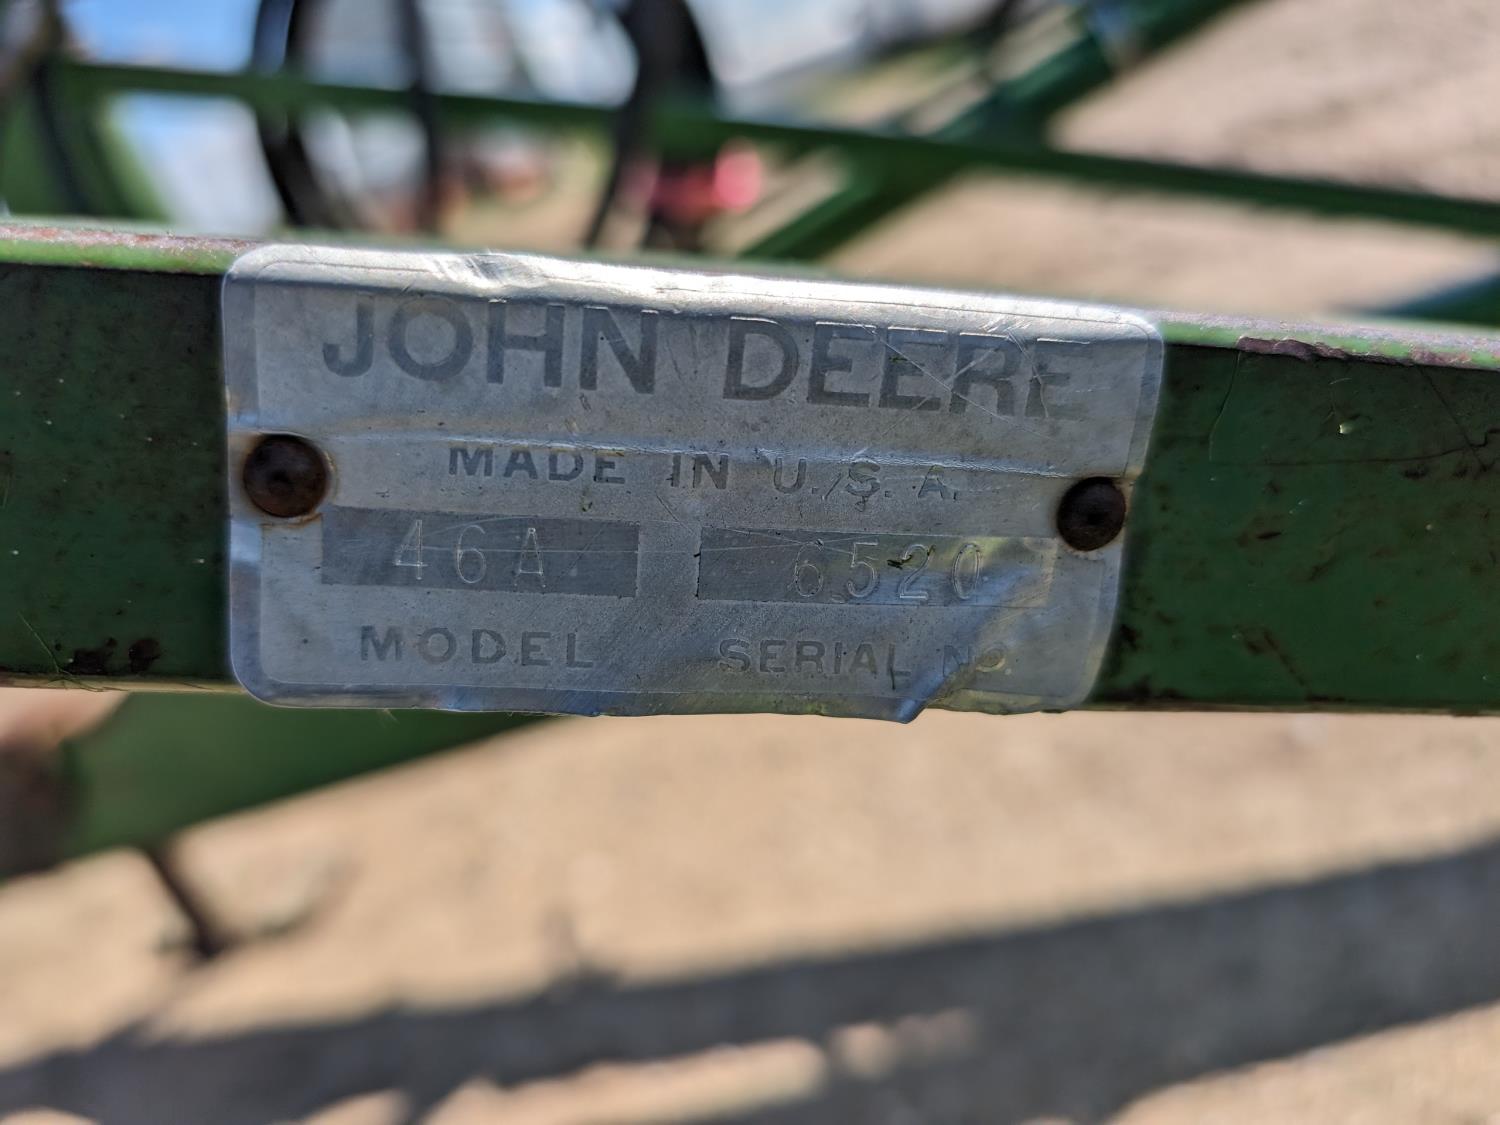 JOHN DEERE
MADE IN U.S.A.
46A 6520
MODEL SERIAL No.